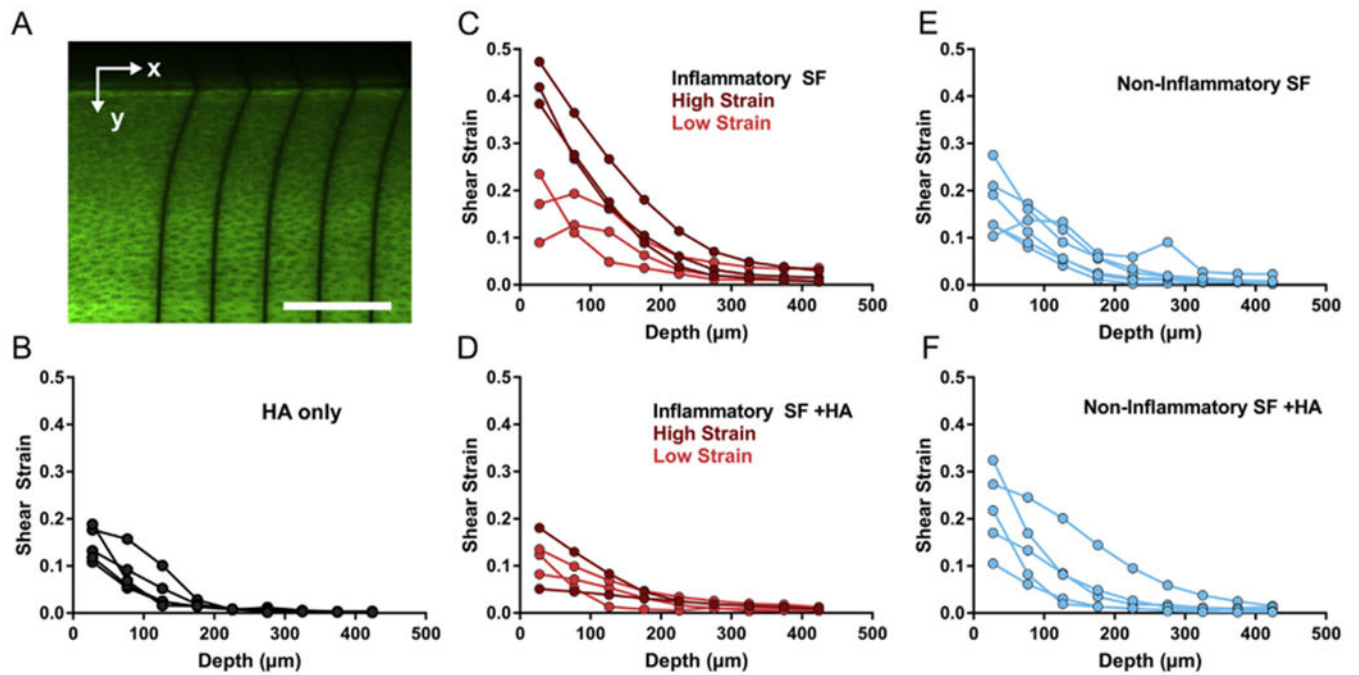 A
x
y
B
0.5
0.4
0.3
0.2
0.1
0.0
Shear Strain
HA only
0
100
200
300
400
500
Depth (µm)
C
0.5
0.4
0.3
0.2
0.1
0.0
Shear Strain
Inflammatory SF
High Strain
Low Strain
0
100
200
300
400
500
Depth (µm)
D
0.5
0.4
0.3
0.2
0.1
0.0
Shear Strain
Inflammatory SF +HA
High Strain
Low Strain
0
100
200
300
400
500
Depth (µm)
E
0.5
0.4
0.3
0.2
0.1
0.0
Shear Strain
Non-Inflammatory SF
0
100
200
300
400
500
Depth (µm)
F
0.5
0.4
0.3
0.2
0.1
0.0
Shear Strain
Non-Inflammatory SF +HA
0
100
200
300
400
500
Depth (µm)